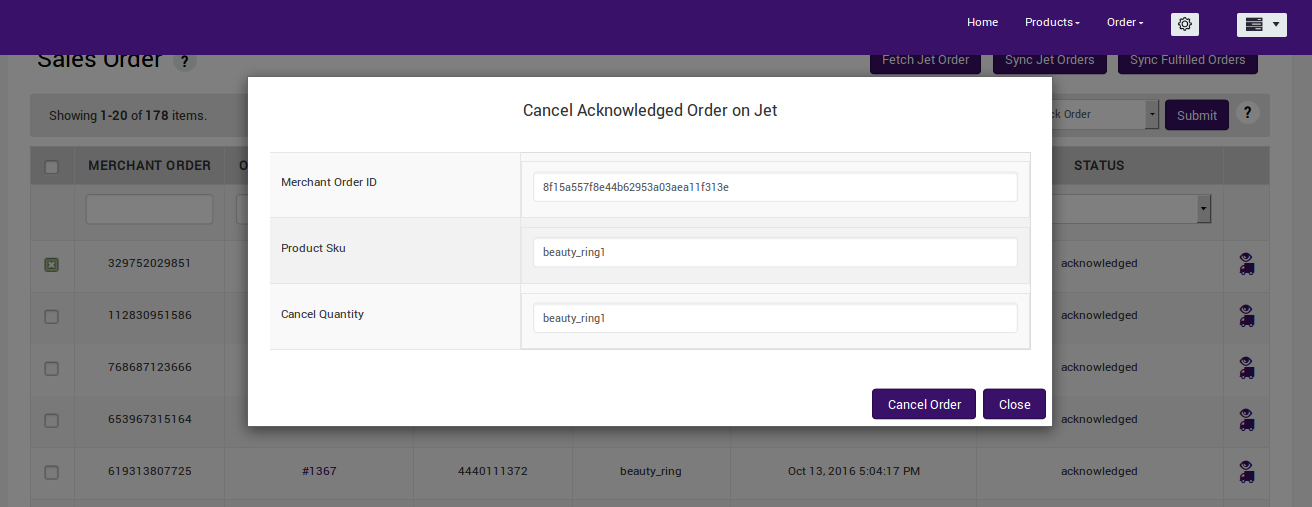 Home Products Order
Sales Order ?
Fetch Jet Order Sync Jet Orders Sync Fulfilled Orders
Cancel Acknowledged Order on Jet
Showing 1-20 of 178 items.
Order Submit ?
MERCHANT ORDER STATUS
Merchant Order ID 8f15a557f8e44b62953a03aea11f313e
Product Sku beauty_ring1
329752029851 acknowledged
Cancel Quantity beauty_ring1
112830951586 acknowledged
768687123666 acknowledged
Cancel Order Close
653967315164 acknowledged
619313807725 #1367 4440111372 beauty_ring Oct 13, 2016 5:04:17 PM acknowledged